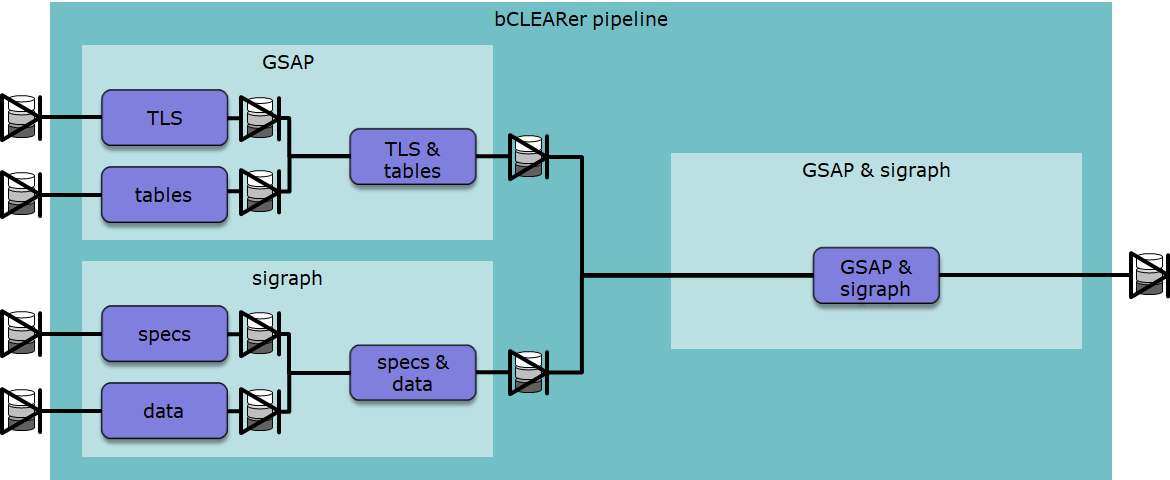 bCLEARer pipeline
GSAP
TLS
tables
TLS &
tables
sigraph
specs
data
specs &
data
GSAP & sigraph
GSAP &
sigraph